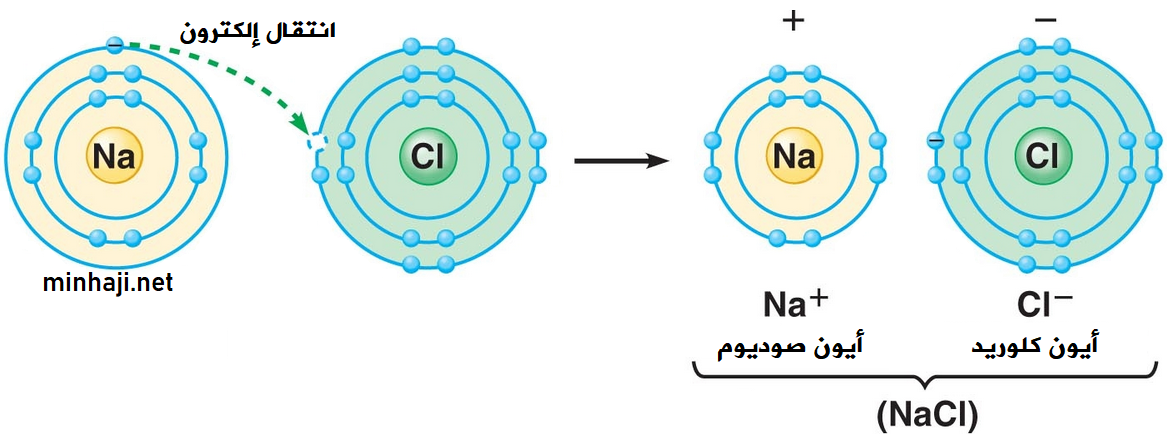 انتقال إلكترون
+
−
−
Na
Cl
Na
−
Cl
minhaji.net
Na+
Cl−
أيون صوديوم
أيون كلوريد
(NaCl)